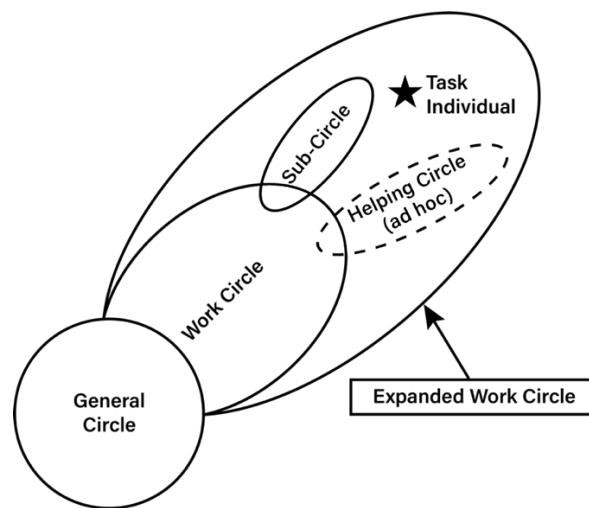 Task
Individual
Sub-Circle
Helping Circle
(ad hoc)
Work Circle
General
Circle
Expanded Work Circle